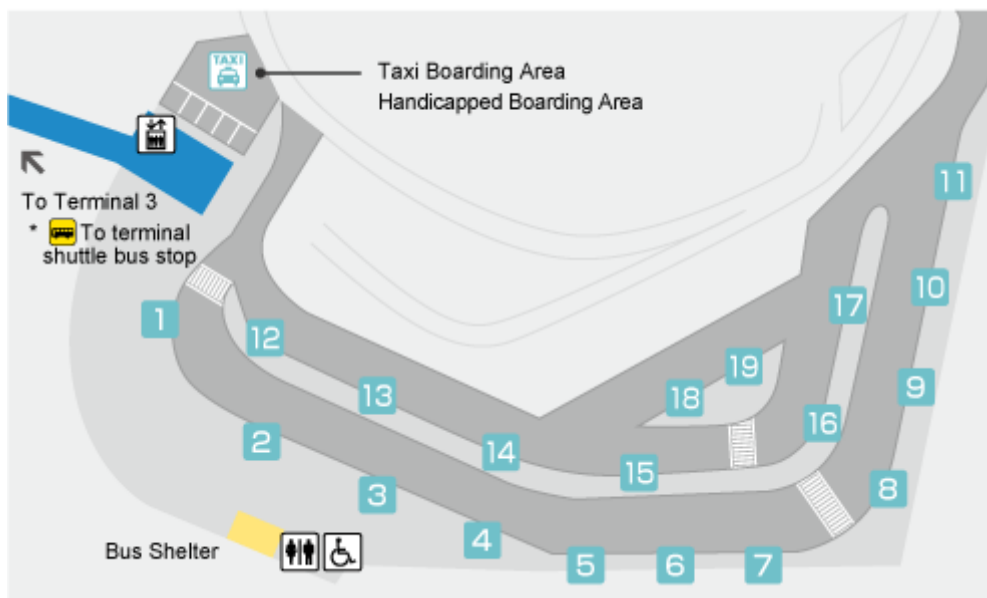 TAXI
Taxi Boarding Area
Handicapped Boarding Area
To Terminal 3
* To terminal
shuttle bus stop
11
10
17
1
12
19
13
18
9
16
2
14
15
8
3
4
Bus Shelter
5
6
7